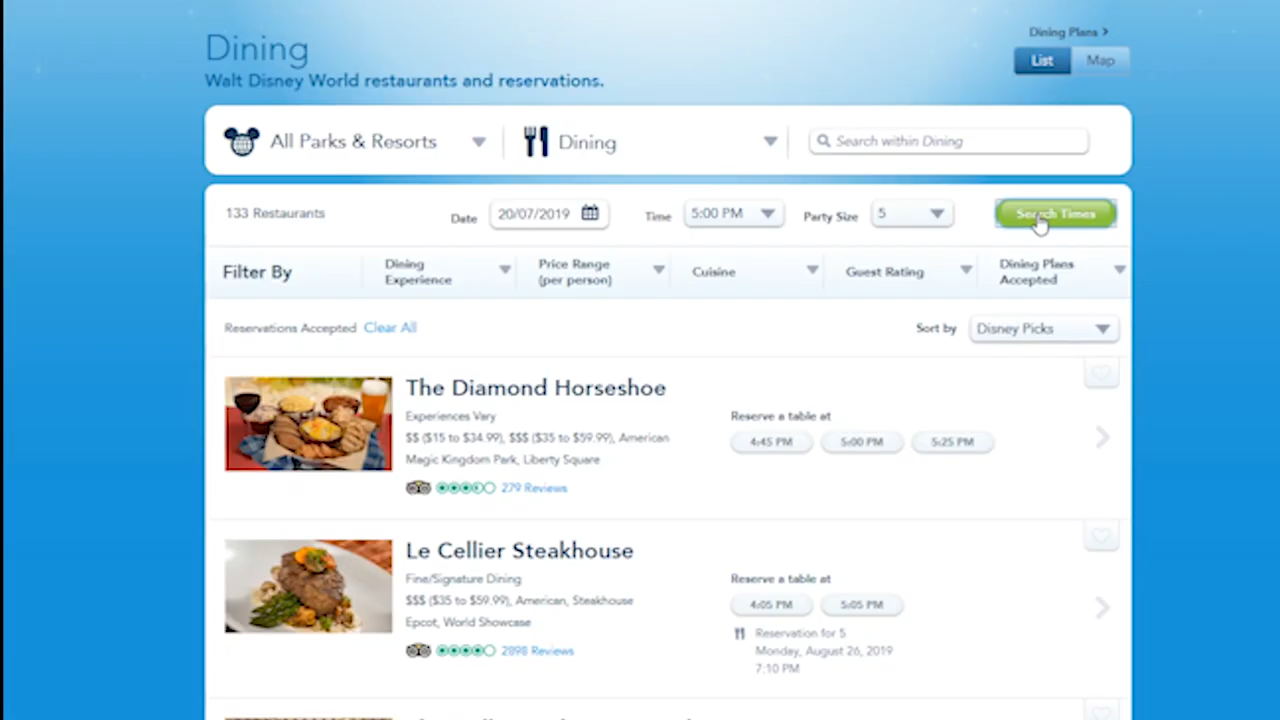 Dining
Walt Disney World restaurants and reservations.
Dining Plans >
List Map
All Parks & Resorts
Dining
Search within Dining
133 Restaurants
Date 20/07/2019
Time 5:00 PM
Party Size 5
Search Times
Filter By
Dining Experience
Price Range (per person)
Cuisine
Guest Rating
Dining Plans Accepted
Reservations Accepted Clear All
Sort by Disney Picks
The Diamond Horseshoe
Experiences Vary
$$ ($15 to $34.99), $$$ ($35 to $59.99), American
Magic Kingdom Park, Liberty Square
279 Reviews
Reserve a table at
4:45 PM 5:00 PM 5:25 PM
Le Cellier Steakhouse
Fine/Signature Dining
$$$ ($35 to $59.99), American, Steakhouse
Epcot, World Showcase
2898 Reviews
Reserve a table at
4:05 PM 5:05 PM
Reservation for 5
Monday, August 26, 2019
7:10 PM